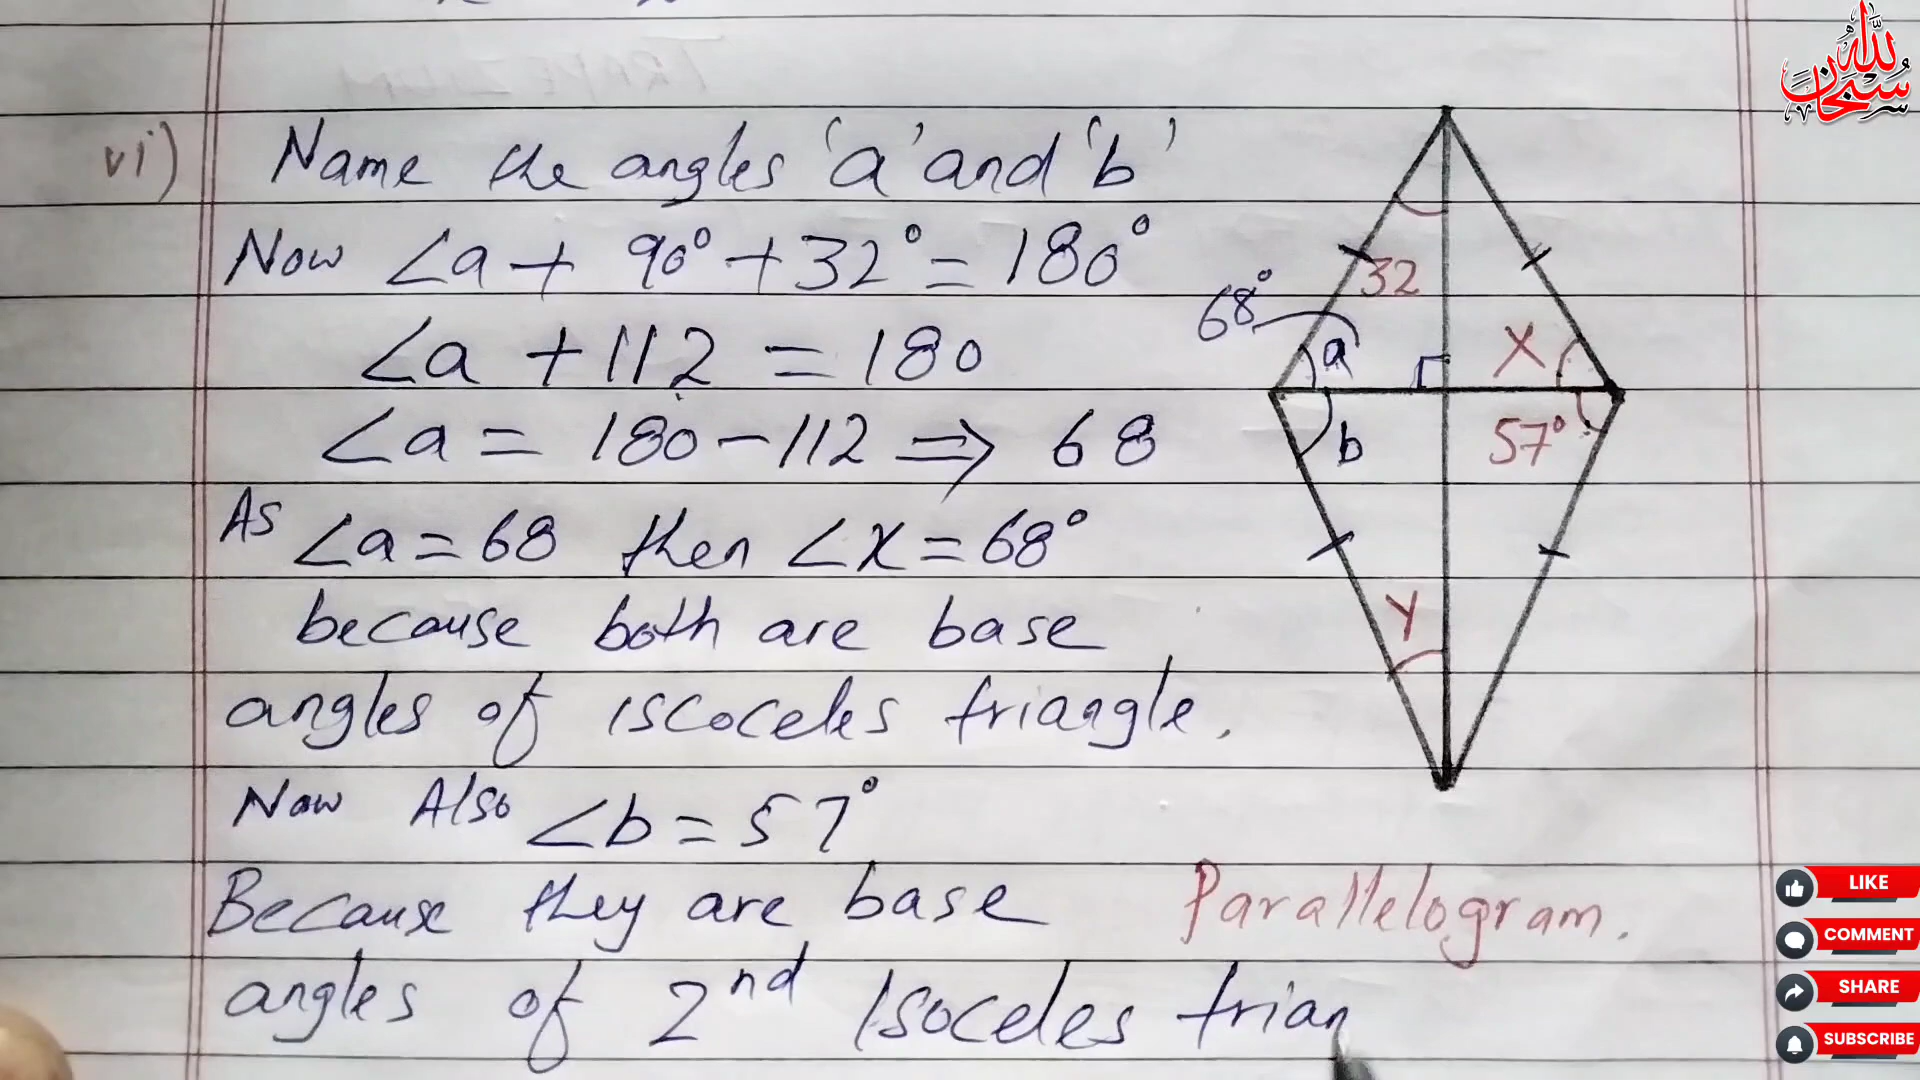 سُبْحَانَ اللّٰه
vi) Name the angles 'a' and 'b'
Now ∠a + 90° + 32° = 180°
∠a + 112 = 180
∠a = 180 - 112 ⇒ 68
As ∠a = 68 then ∠x = 68°
because both are base
angles of iscoceles triangle.
Now Also ∠b = 57°
Because they are base
angles of 2nd Isoceles trian
32
68°
a
X
b
57°
Y
Parallelogram.
LIKE
COMMENT
SHARE
SUBSCRIBE